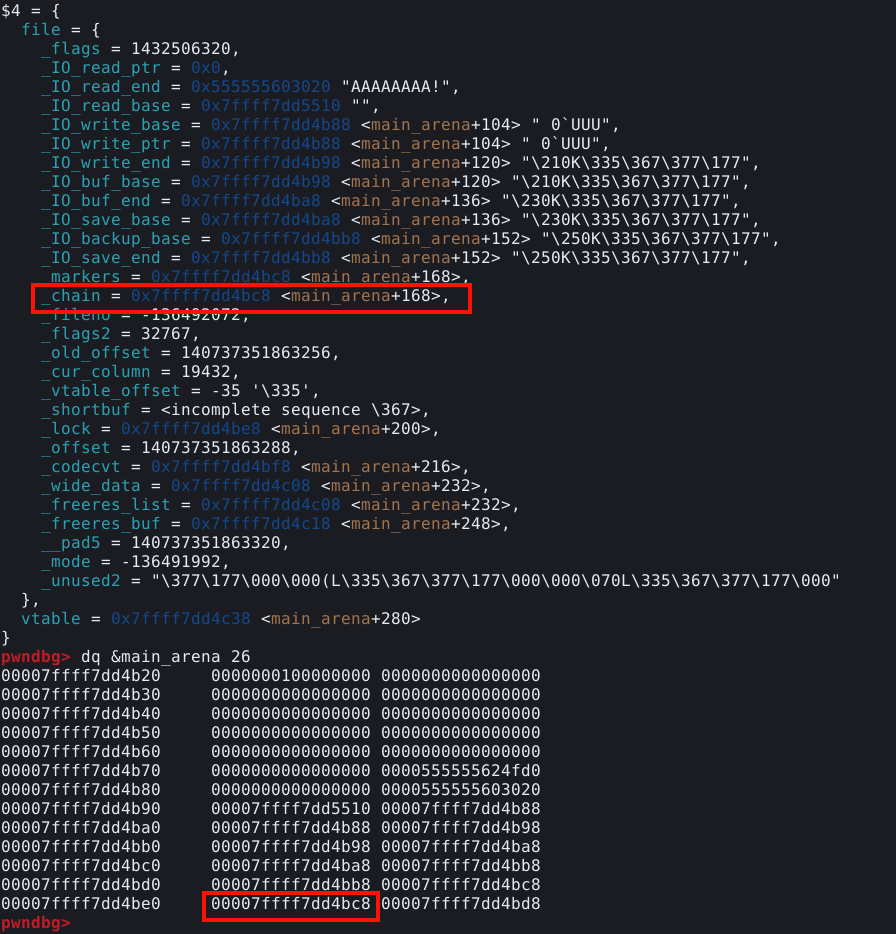 $4 = {
  file = {
    _flags = 1432506320,
    _IO_read_ptr = 0x0,
    _IO_read_end = 0x555555603020 "AAAAAAAA!",
    _IO_read_base = 0x7ffff7dd5510 "",
    _IO_write_base = 0x7ffff7dd4b88 <main_arena+104> " 0`UUU",
    _IO_write_ptr = 0x7ffff7dd4b88 <main_arena+104> " 0`UUU",
    _IO_write_end = 0x7ffff7dd4b98 <main_arena+120> "\210K\335\367\377\177",
    _IO_buf_base = 0x7ffff7dd4b98 <main_arena+120> "\210K\335\367\377\177",
    _IO_buf_end = 0x7ffff7dd4ba8 <main_arena+136> "\230K\335\367\377\177",
    _IO_save_base = 0x7ffff7dd4ba8 <main_arena+136> "\230K\335\367\377\177",
    _IO_backup_base = 0x7ffff7dd4bb8 <main_arena+152> "\250K\335\367\377\177",
    _IO_save_end = 0x7ffff7dd4bb8 <main_arena+152> "\250K\335\367\377\177",
    _markers = 0x7ffff7dd4bc8 <main_arena+168>,
    _chain = 0x7ffff7dd4bc8 <main_arena+168>,
    _fileno = -136492072,
    _flags2 = 32767,
    _old_offset = 140737351863256,
    _cur_column = 19432,
    _vtable_offset = -35 '\335',
    _shortbuf = <incomplete sequence \367>,
    _lock = 0x7ffff7dd4be8 <main_arena+200>,
    _offset = 140737351863288,
    _codecvt = 0x7ffff7dd4bf8 <main_arena+216>,
    _wide_data = 0x7ffff7dd4c08 <main_arena+232>,
    _freeres_list = 0x7ffff7dd4c08 <main_arena+232>,
    _freeres_buf = 0x7ffff7dd4c18 <main_arena+248>,
    __pad5 = 140737351863320,
    _mode = -136491992,
    _unused2 = "\377\177\000\000(L\335\367\377\177\000\000\070L\335\367\377\177\000"
  },
  vtable = 0x7ffff7dd4c38 <main_arena+280>
}
pwndbg> dq &main_arena 26
00007ffff7dd4b20     0000000100000000 0000000000000000
00007ffff7dd4b30     0000000000000000 0000000000000000
00007ffff7dd4b40     0000000000000000 0000000000000000
00007ffff7dd4b50     0000000000000000 0000000000000000
00007ffff7dd4b60     0000000000000000 0000000000000000
00007ffff7dd4b70     0000000000000000 0000555555624fd0
00007ffff7dd4b80     0000000000000000 0000555555603020
00007ffff7dd4b90     00007ffff7dd5510 00007ffff7dd4b88
00007ffff7dd4ba0     00007ffff7dd4b88 00007ffff7dd4b98
00007ffff7dd4bb0     00007ffff7dd4b98 00007ffff7dd4ba8
00007ffff7dd4bc0     00007ffff7dd4ba8 00007ffff7dd4bb8
00007ffff7dd4bd0     00007ffff7dd4bb8 00007ffff7dd4bc8
00007ffff7dd4be0     00007ffff7dd4bc8 00007ffff7dd4bd8
pwndbg>